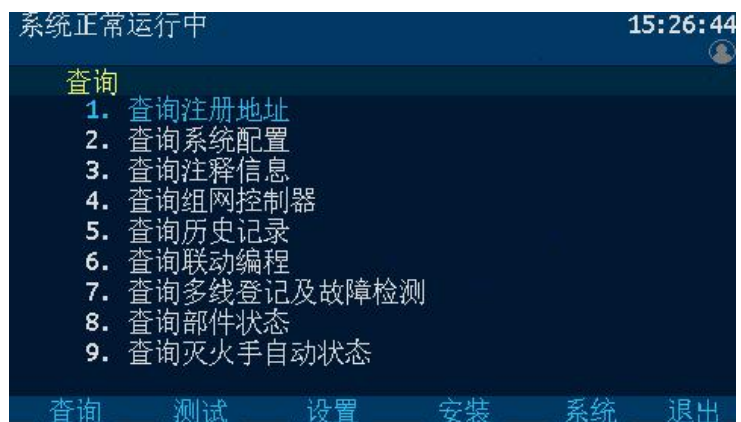 系统正常运行中 15:26:44
查询
1. 查询注册地址
2. 查询系统配置
3. 查询注释信息
4. 查询组网控制器
5. 查询历史记录
6. 查询联动编程
7. 查询多线登记及故障检测
8. 查询部件状态
9. 查询灭火手自动状态
查询 测试 设置 安装 系统 退出